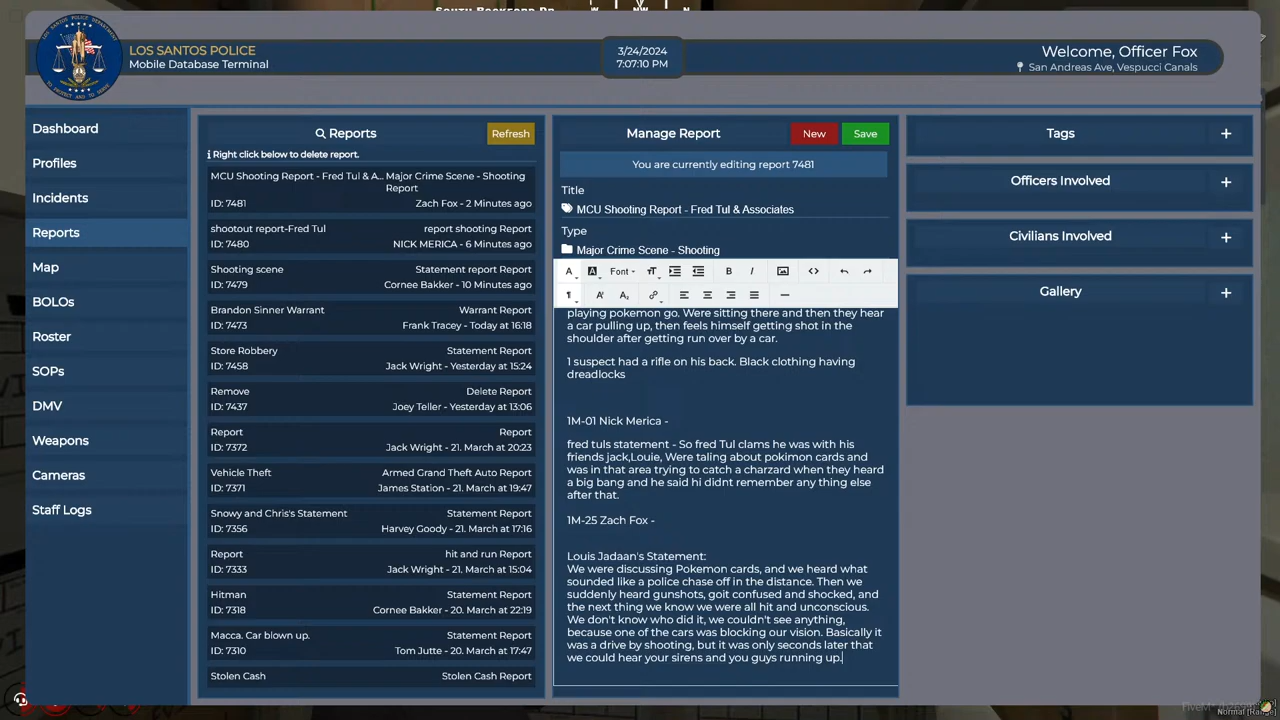 South Rockford Dr
W NW N
LOS SANTOS POLICE
Mobile Database Terminal
3/24/2024
7:07:10 PM
Welcome, Officer Fox
San Andreas Ave, Vespucci Canals
Dashboard
Profiles
Incidents
Reports
Map
BOLOs
Roster
SOPs
DMV
Weapons
Cameras
Staff Logs
Reports
Refresh
Right click below to delete report.
MCU Shooting Report - Fred Tul & A... Major Crime Scene - Shooting
Report
ID: 7481 Zach Fox - 2 Minutes ago
shootout report-Fred Tul report shooting Report
ID: 7480 NICK MERICA - 6 Minutes ago
Shooting scene Statement report Report
ID: 7479 Cornee Bakker - 10 Minutes ago
Brandon Sinner Warrant Warrant Report
ID: 7473 Frank Tracey - Today at 16:18
Store Robbery Statement Report
ID: 7458 Jack Wright - Yesterday at 15:24
Remove Delete Report
ID: 7437 Joey Teller - Yesterday at 13:06
Report Report
ID: 7372 Jack Wright - 21. March at 20:23
Vehicle Theft Armed Grand Theft Auto Report
ID: 7371 James Station - 21. March at 19:47
Snowy and Chris's Statement Statement Report
ID: 7356 Harvey Goody - 21. March at 17:16
Report hit and run Report
ID: 7333 Jack Wright - 21. March at 15:04
Hitman Statement Report
ID: 7318 Cornee Bakker - 20. March at 22:19
Macca. Car blown up. Statement Report
ID: 7310 Tom Jutte - 20. March at 17:47
Stolen Cash Stolen Cash Report
Manage Report
New
Save
You are currently editing report 7481
Title
MCU Shooting Report - Fred Tul & Associates
Type
Major Crime Scene - Shooting
Font
playing pokemon go. Were sitting there and then they hear
a car pulling up, then feels himself getting shot in the
shoulder after getting run over by a car.
1 suspect had a rifle on his back. Black clothing having
dreadlocks
1M-01 Nick Merica -
fred tuls statement - So fred Tul clams he was with his
friends jack,Louie, Were taling about pokimon cards and
was in that area trying to catch a charzard when they heard
a big bang and he said hi didnt remember any thing else
after that.
1M-25 Zach Fox -
Louis Jadaan's Statement:
We were discussing Pokemon cards, and we heard what
sounded like a police chase off in the distance. Then we
suddenly heard gunshots, goit confused and shocked, and
the next thing we know we were all hit and unconscious.
We don't know who did it, we couldn't see anything,
because one of the cars was blocking our vision. Basically it
was a drive by shooting, but it was only seconds later that
we could hear your sirens and you guys running up.
Tags
Officers Involved
Civilians Involved
Gallery
Normal [Range]